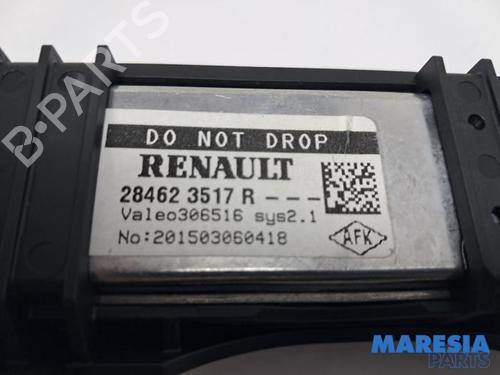 B-PARTS
DO NOT DROP
RENAULT
28462 3517 R ---
Valeo306516 sys2.1
No:201503060418
AFK
MARESIA
PARTS